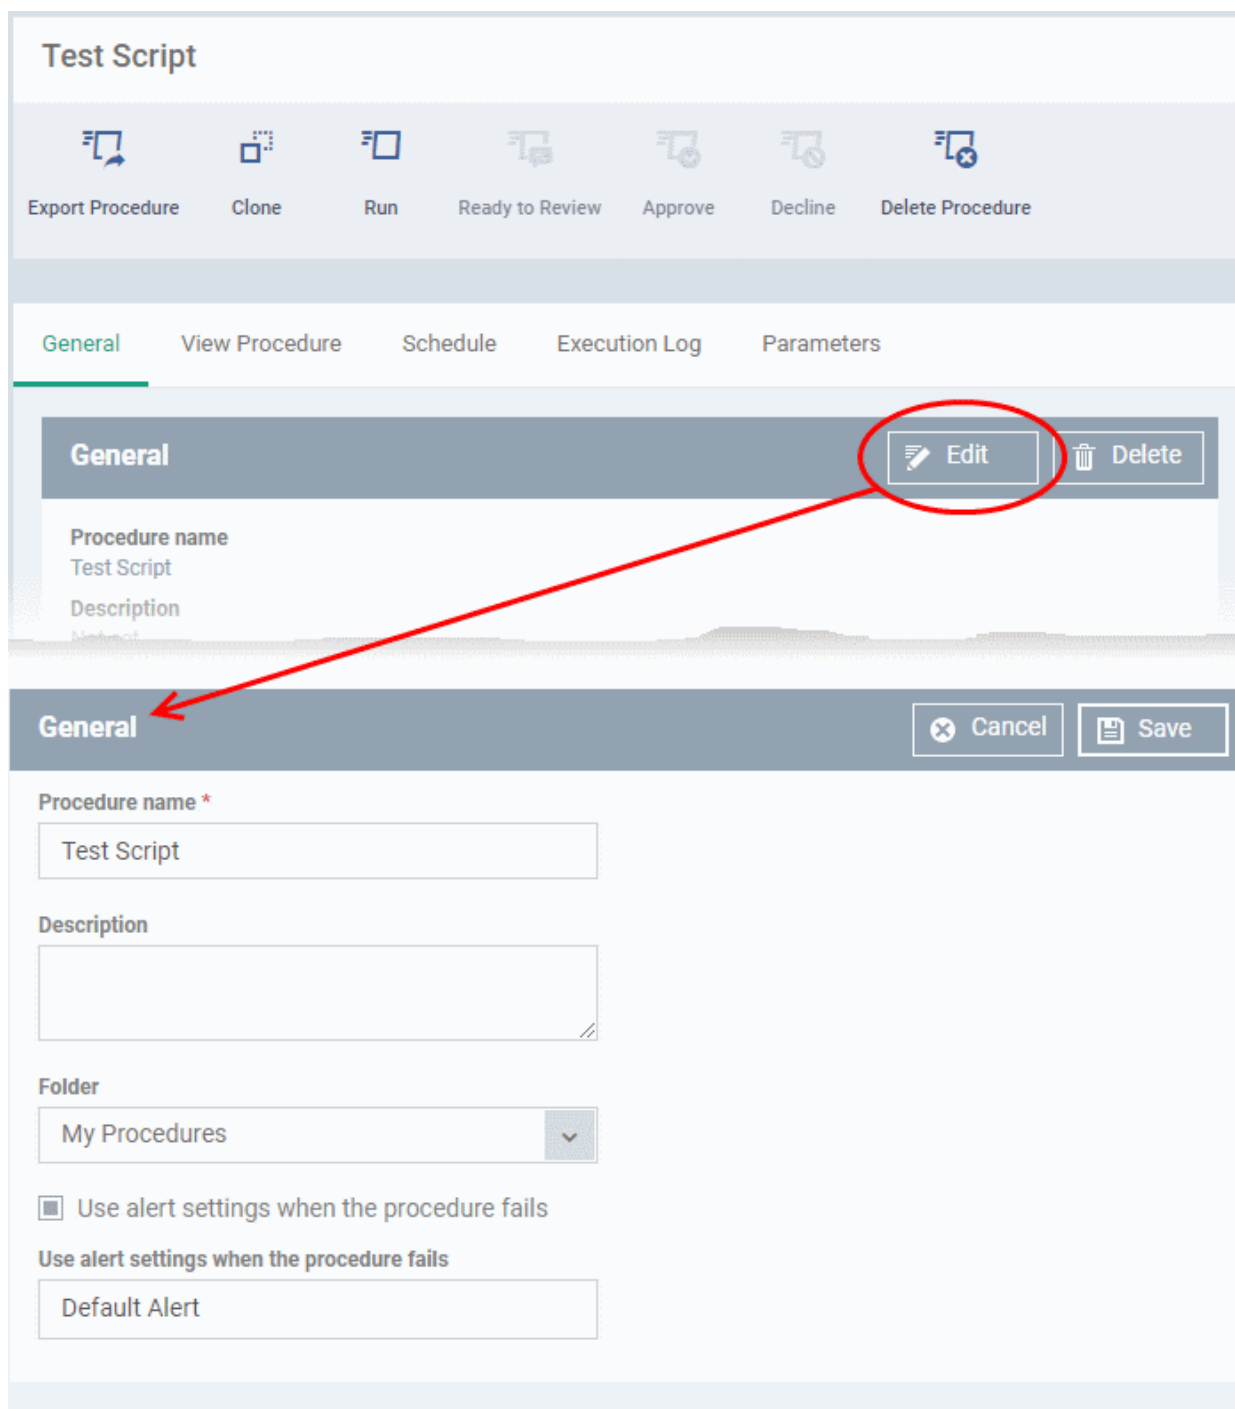 Test Script
Export Procedure Clone Run Ready to Review Approve Decline Delete Procedure
General View Procedure Schedule Execution Log Parameters
General Edit Delete
Procedure name
Test Script
Description
General Cancel Save
Procedure name *
Test Script
Description
Folder
My Procedures
Use alert settings when the procedure fails
Use alert settings when the procedure fails
Default Alert